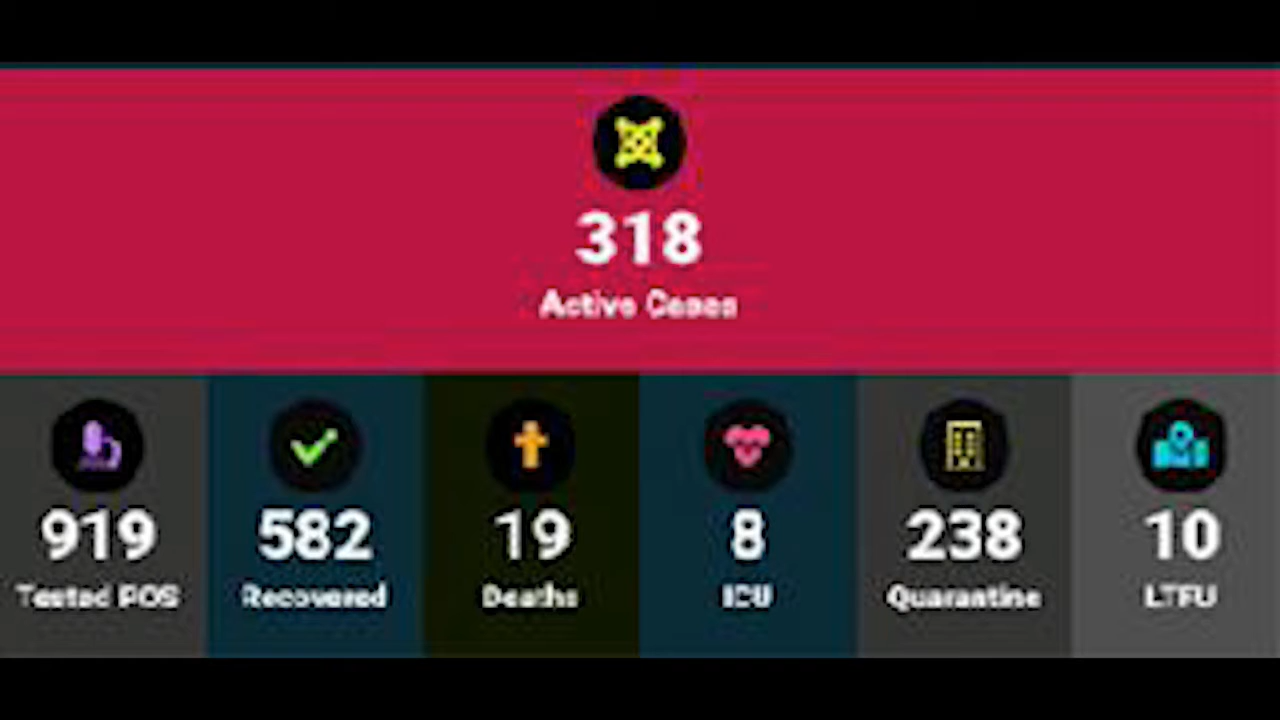 318
Active Cases
919
Tested POS
582
Recovered
19
Deaths
8
ICU
238
Quarantine
10
LTFU